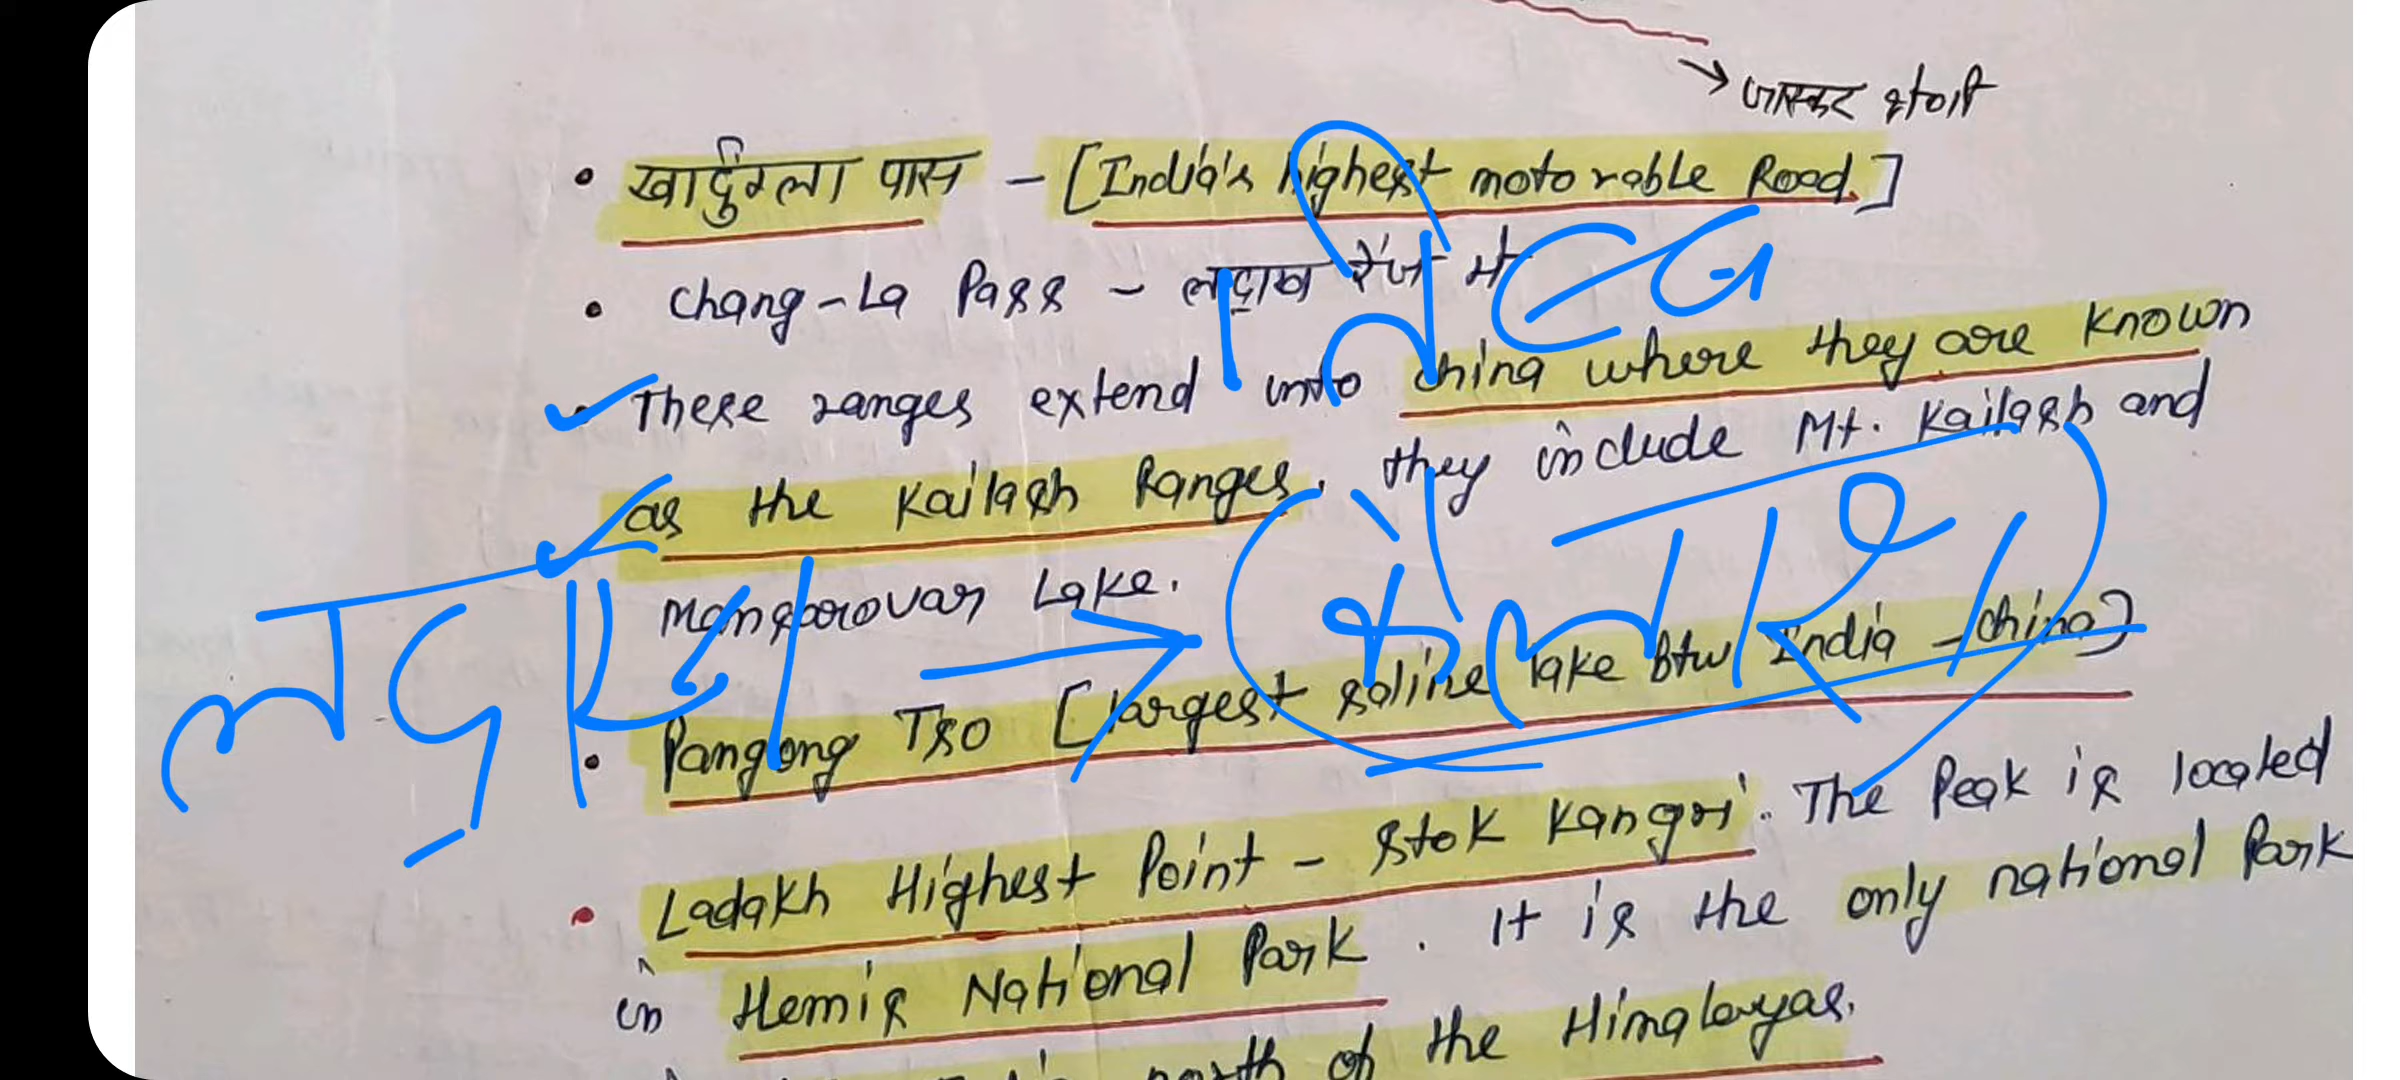 → जास्कर श्रेणी
• खार्दुंगला पास – [India's highest motorable Road.]
• Chang-La Pass – लद्दाख रेंज में
• These ranges extend into China where they are known
as the Kailash Ranges. they include Mt. Kailash and
Mansarovar Lake.
• Pangong Tso [largest saline lake btw India – China]
• Ladakh Highest Point – Stok Kangri. The Peak is located
in Hemis National Park. It is the only national Park
north of the Himalayas.
लद्दाख → कैलाश
तिब्बत